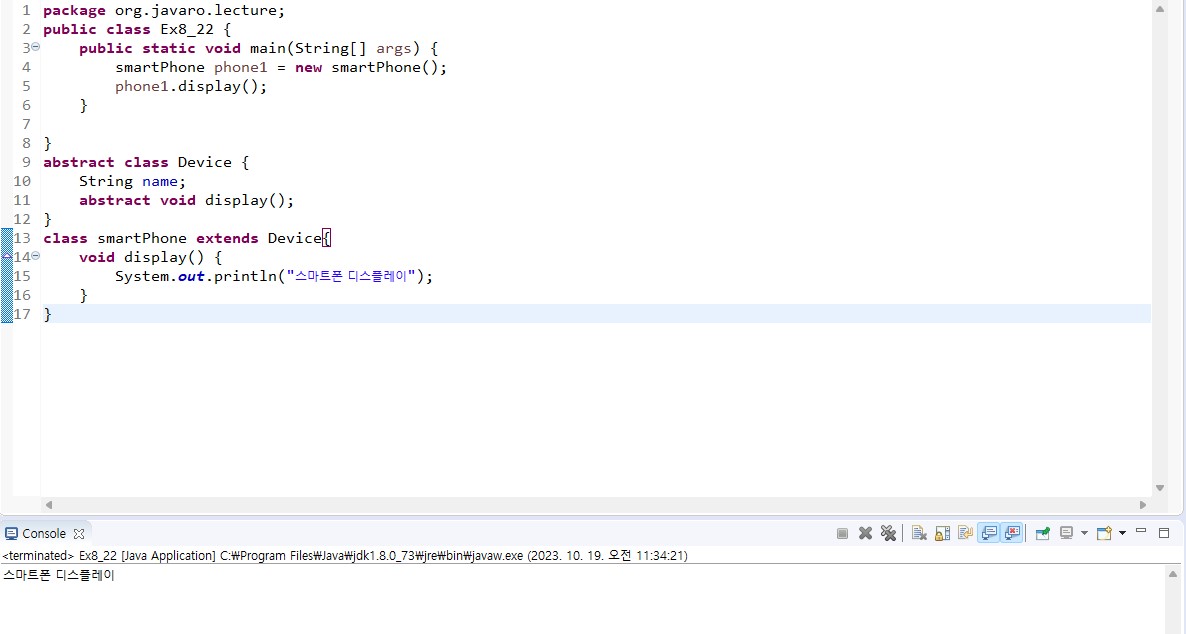 1 package org.javaro.lecture;
2 public class Ex8_22 {
3     public static void main(String[] args) {
4         smartPhone phone1 = new smartPhone();
5         phone1.display();
6     }
7
8 }
9 abstract class Device {
10     String name;
11     abstract void display();
12 }
13 class smartPhone extends Device{
14     void display() {
15         System.out.println("스마트폰 디스플레이");
16     }
17 }
Console
<terminated> Ex8_22 [Java Application] C:₩Program Files₩Java₩jdk1.8.0_73₩jre₩bin₩javaw.exe (2023. 10. 19. 오전 11:34:21)
스마트폰 디스플레이